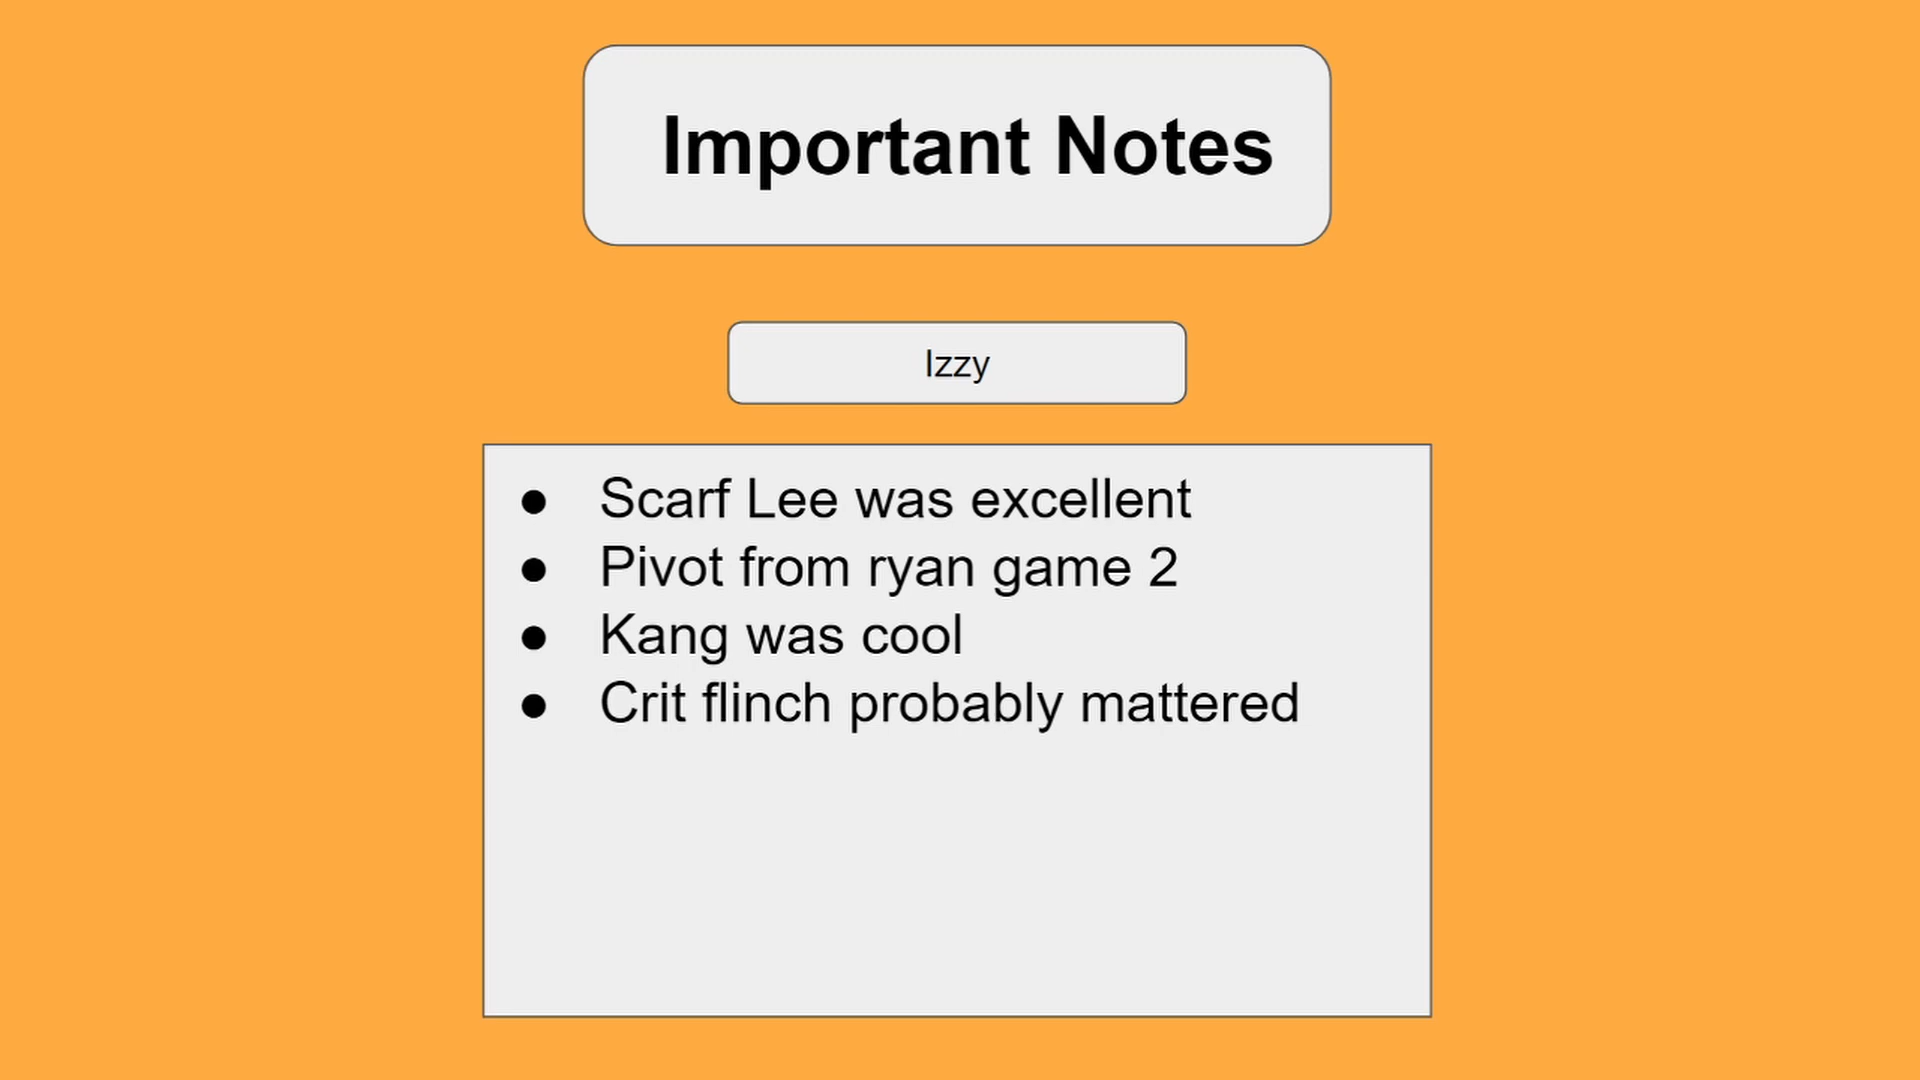 Important Notes
Izzy
● Scarf Lee was excellent
● Pivot from ryan game 2
● Kang was cool
● Crit flinch probably mattered